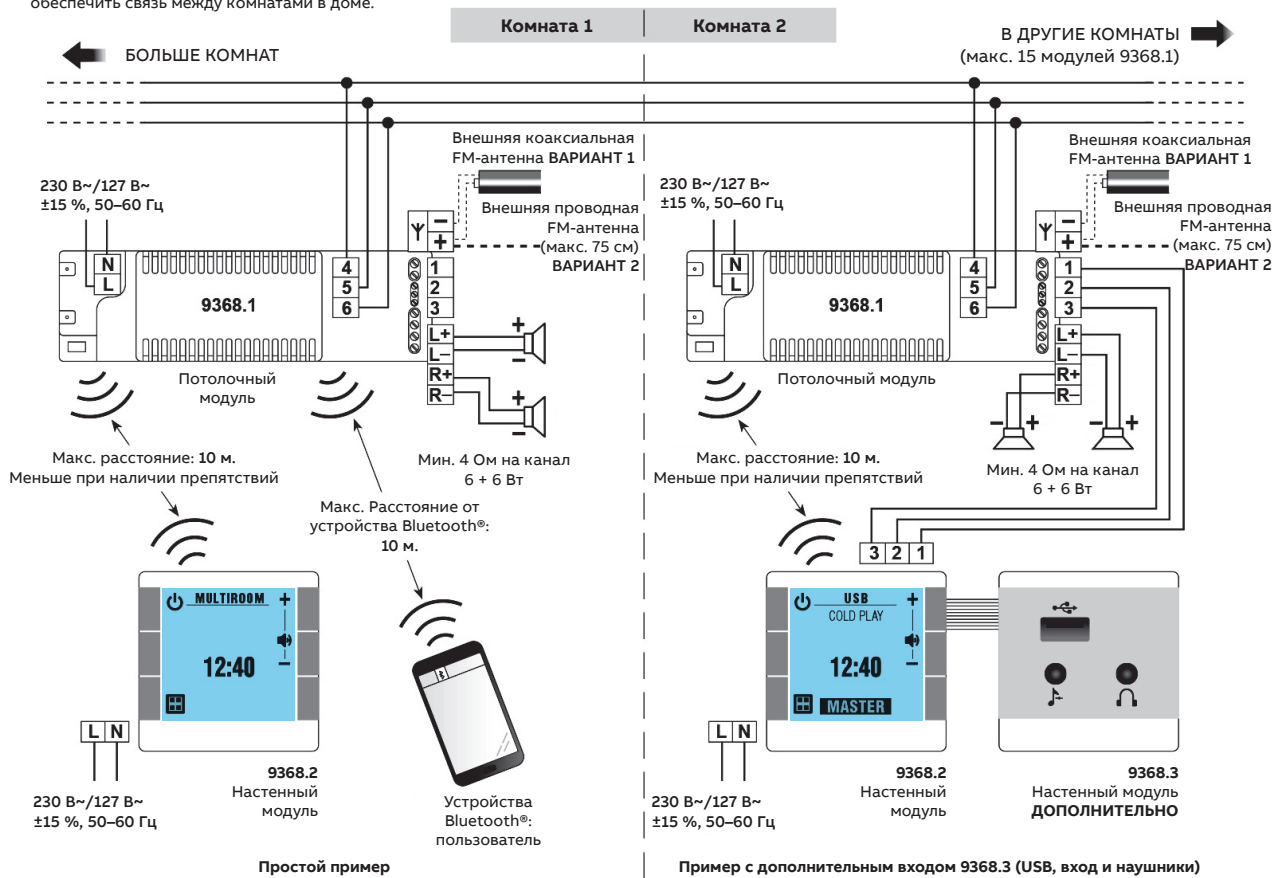 обеспечить связь между комнатами в доме.
Комната 1
Комната 2
БОЛЬШЕ КОМНАТ
В ДРУГИЕ КОМНАТЫ
(макс. 15 модулей 9368.1)
Внешняя коаксиальная
FM-антенна ВАРИАНТ 1
230 В~/127 В~
±15 %, 50–60 Гц
Внешняя проводная
FM-антенна
(макс. 75 см)
ВАРИАНТ 2
N
L
9368.1
4
5
6
−
+
1
2
3
L+
L−
R+
R−
+
−
+
−
Потолочный
модуль
Макс. расстояние: 10 м.
Меньше при наличии препятствий
Мин. 4 Ом на канал
6 + 6 Вт
Макс. Расстояние от
устройства Bluetooth®:
10 м.
MULTIROOM
+
−
12:40
L N
230 В~/127 В~
±15 %, 50–60 Гц
9368.2
Настенный
модуль
Устройства
Bluetooth®:
пользователь
Простой пример
Внешняя коаксиальная
FM-антенна ВАРИАНТ 1
230 В~/127 В~
±15 %, 50–60 Гц
Внешняя проводная
FM-антенна
(макс. 75 см)
ВАРИАНТ 2
N
L
9368.1
4
5
6
−
+
1
2
3
L+
L−
R+
R−
− + − +
Потолочный модуль
Макс. расстояние: 10 м.
Меньше при наличии препятствий
Мин. 4 Ом на канал
6 + 6 Вт
3 2 1
USB
COLD PLAY
+
−
12:40
MASTER
L N
230 В~/127 В~
±15 %, 50–60 Гц
9368.2
Настенный
модуль
9368.3
Настенный модуль
ДОПОЛНИТЕЛЬНО
Пример с дополнительным входом 9368.3 (USB, вход и наушники)